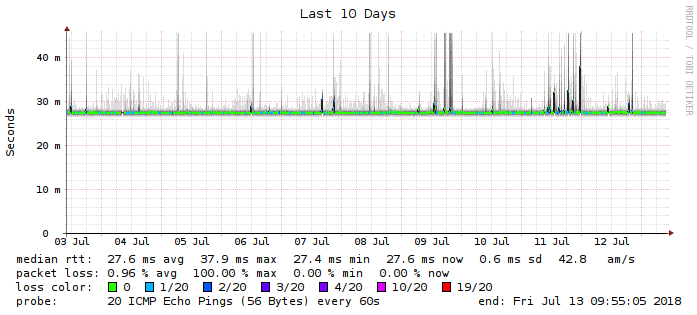 Last 10 Days
RRDTOOL / TOBI OETIKER
Seconds
40 m
30 m
20 m
10 m
0
03 Jul 04 Jul 05 Jul 06 Jul 07 Jul 08 Jul 09 Jul 10 Jul 11 Jul 12 Jul
median rtt: 27.6 ms avg 37.9 ms max 27.4 ms min 27.6 ms now 0.6 ms sd 42.8 am/s
packet loss: 0.96 % avg 100.00 % max 0.00 % min 0.00 % now
loss color: 0 1/20 2/20 3/20 4/20 10/20 19/20
probe: 20 ICMP Echo Pings (56 Bytes) every 60s end: Fri Jul 13 09:55:05 2018